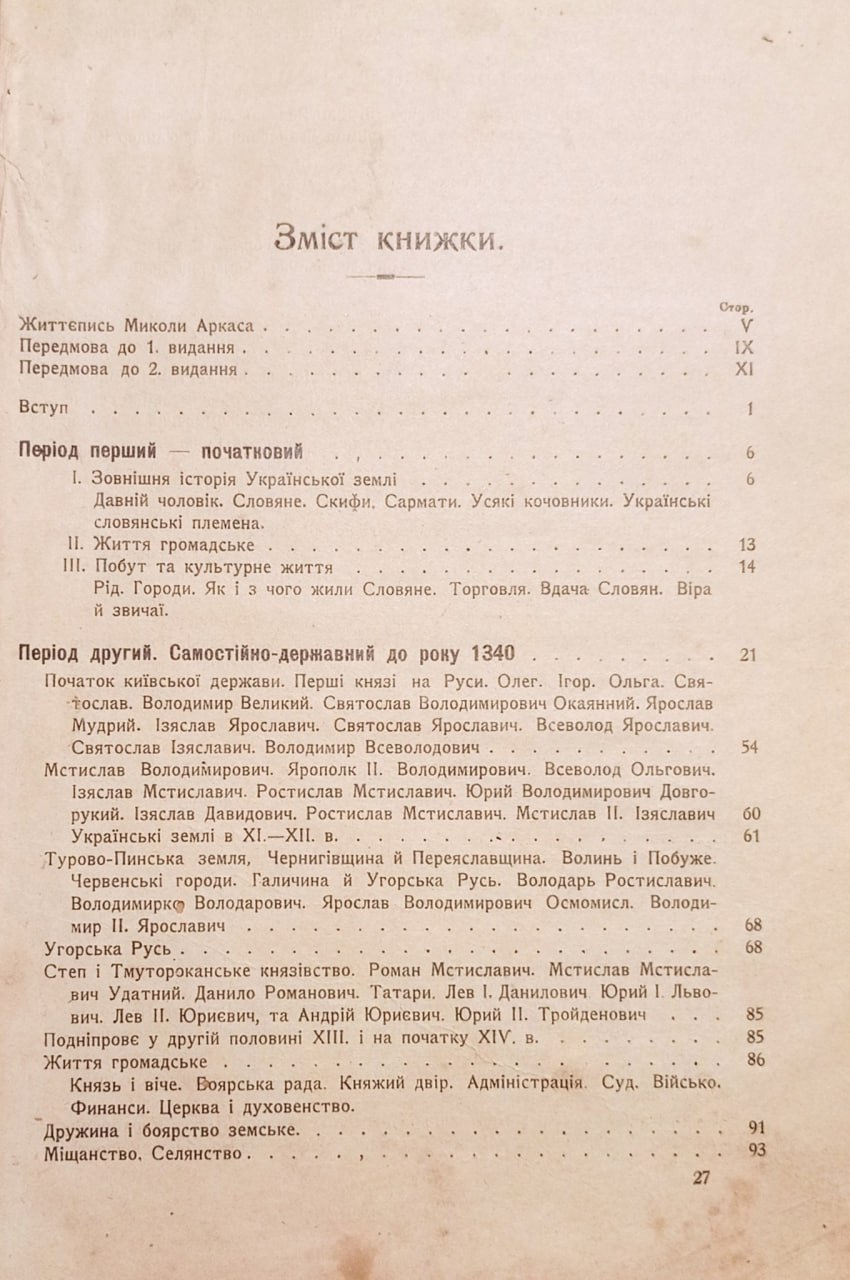 Зміст книжки.
Стор.
Життєпись Миколи Аркаса . . . . . . . . . . . . . . . . . V
Передмова до 1. видання . . . . . . . . . . . . . . . . . IX
Передмова до 2. видання . . . . . . . . . . . . . . . . . XI
Вступ . . . . . . . . . . . . . . . . . . . . . . . 1
Період перший — початковий . . . . . . . . . . . . . . . 6
I. Зовнішня історія Української землі . . . . . . . . . . . 6
Давній чоловік. Словяне. Скифи. Сармати. Усякі кочовники. Українські
словянські племена.
II. Життя громадське . . . . . . . . . . . . . . . . . 13
III. Побут та культурне життя . . . . . . . . . . . . . . 14
Рід. Городи. Як і з чого жили Словяне. Торговля. Вдача Словян. Віра
й звичаї.
Період другий. Самостійно-державний до року 1340 . . . . . . . . 21
Початок київської держави. Перші князі на Руси. Олег. Ігор. Ольга. Свя-
тослав. Володимир Великий. Святослав Володимирович Окаянний. Ярослав
Мудрий. Ізяслав Ярославич. Святослав Ярославич. Всеволод Ярославич.
Святослав Ізяславич. Володимир Всеволодович . . . . . . . . . 54
Мстислав Володимирович. Ярополк II. Володимирович. Всеволод Ольгович.
Ізяслав Мстиславич. Ростислав Мстиславич. Юрий Володимирович Довго-
рукий. Ізяслав Давидович. Ростислав Мстиславич. Мстислав II. Ізяславич 60
Українські землі в XI.—XII. в. . . . . . . . . . . . . . . 61
Турово-Пинська земля, Чернигівщина й Переяславщина. Волинь і Побуже.
Червенські городи. Галичина й Угорська Русь. Володарь Ростиславич.
Володимирко Володарович. Ярослав Володимирович Осмомисл. Володи-
мир II. Ярославич . . . . . . . . . . . . . . . . . . 68
Угорська Русь . . . . . . . . . . . . . . . . . . . . 68
Степ і Тмутороканське князівство. Роман Мстиславич. Мстислав Мстисла-
вич Удатний. Данило Романович. Татари. Лев I. Данилович Юрий I. Льво-
вич. Лев II. Юриєвич, та Андрій Юриєвич. Юрий II. Тройденович . . . 85
Подніпровє у другій половині XIII. і на початку XIV. в. . . . . . . . 85
Життя громадське . . . . . . . . . . . . . . . . . . . 86
Князь і віче. Боярська рада. Княжий двір. Адміністрація. Суд. Військо.
Финанси. Церква і духовенство.
Дружина і боярство земське. . . . . . . . . . . . . . . . 91
Міщанство. Селянство . . . . . . . . . . . . . . . . . . 93
27